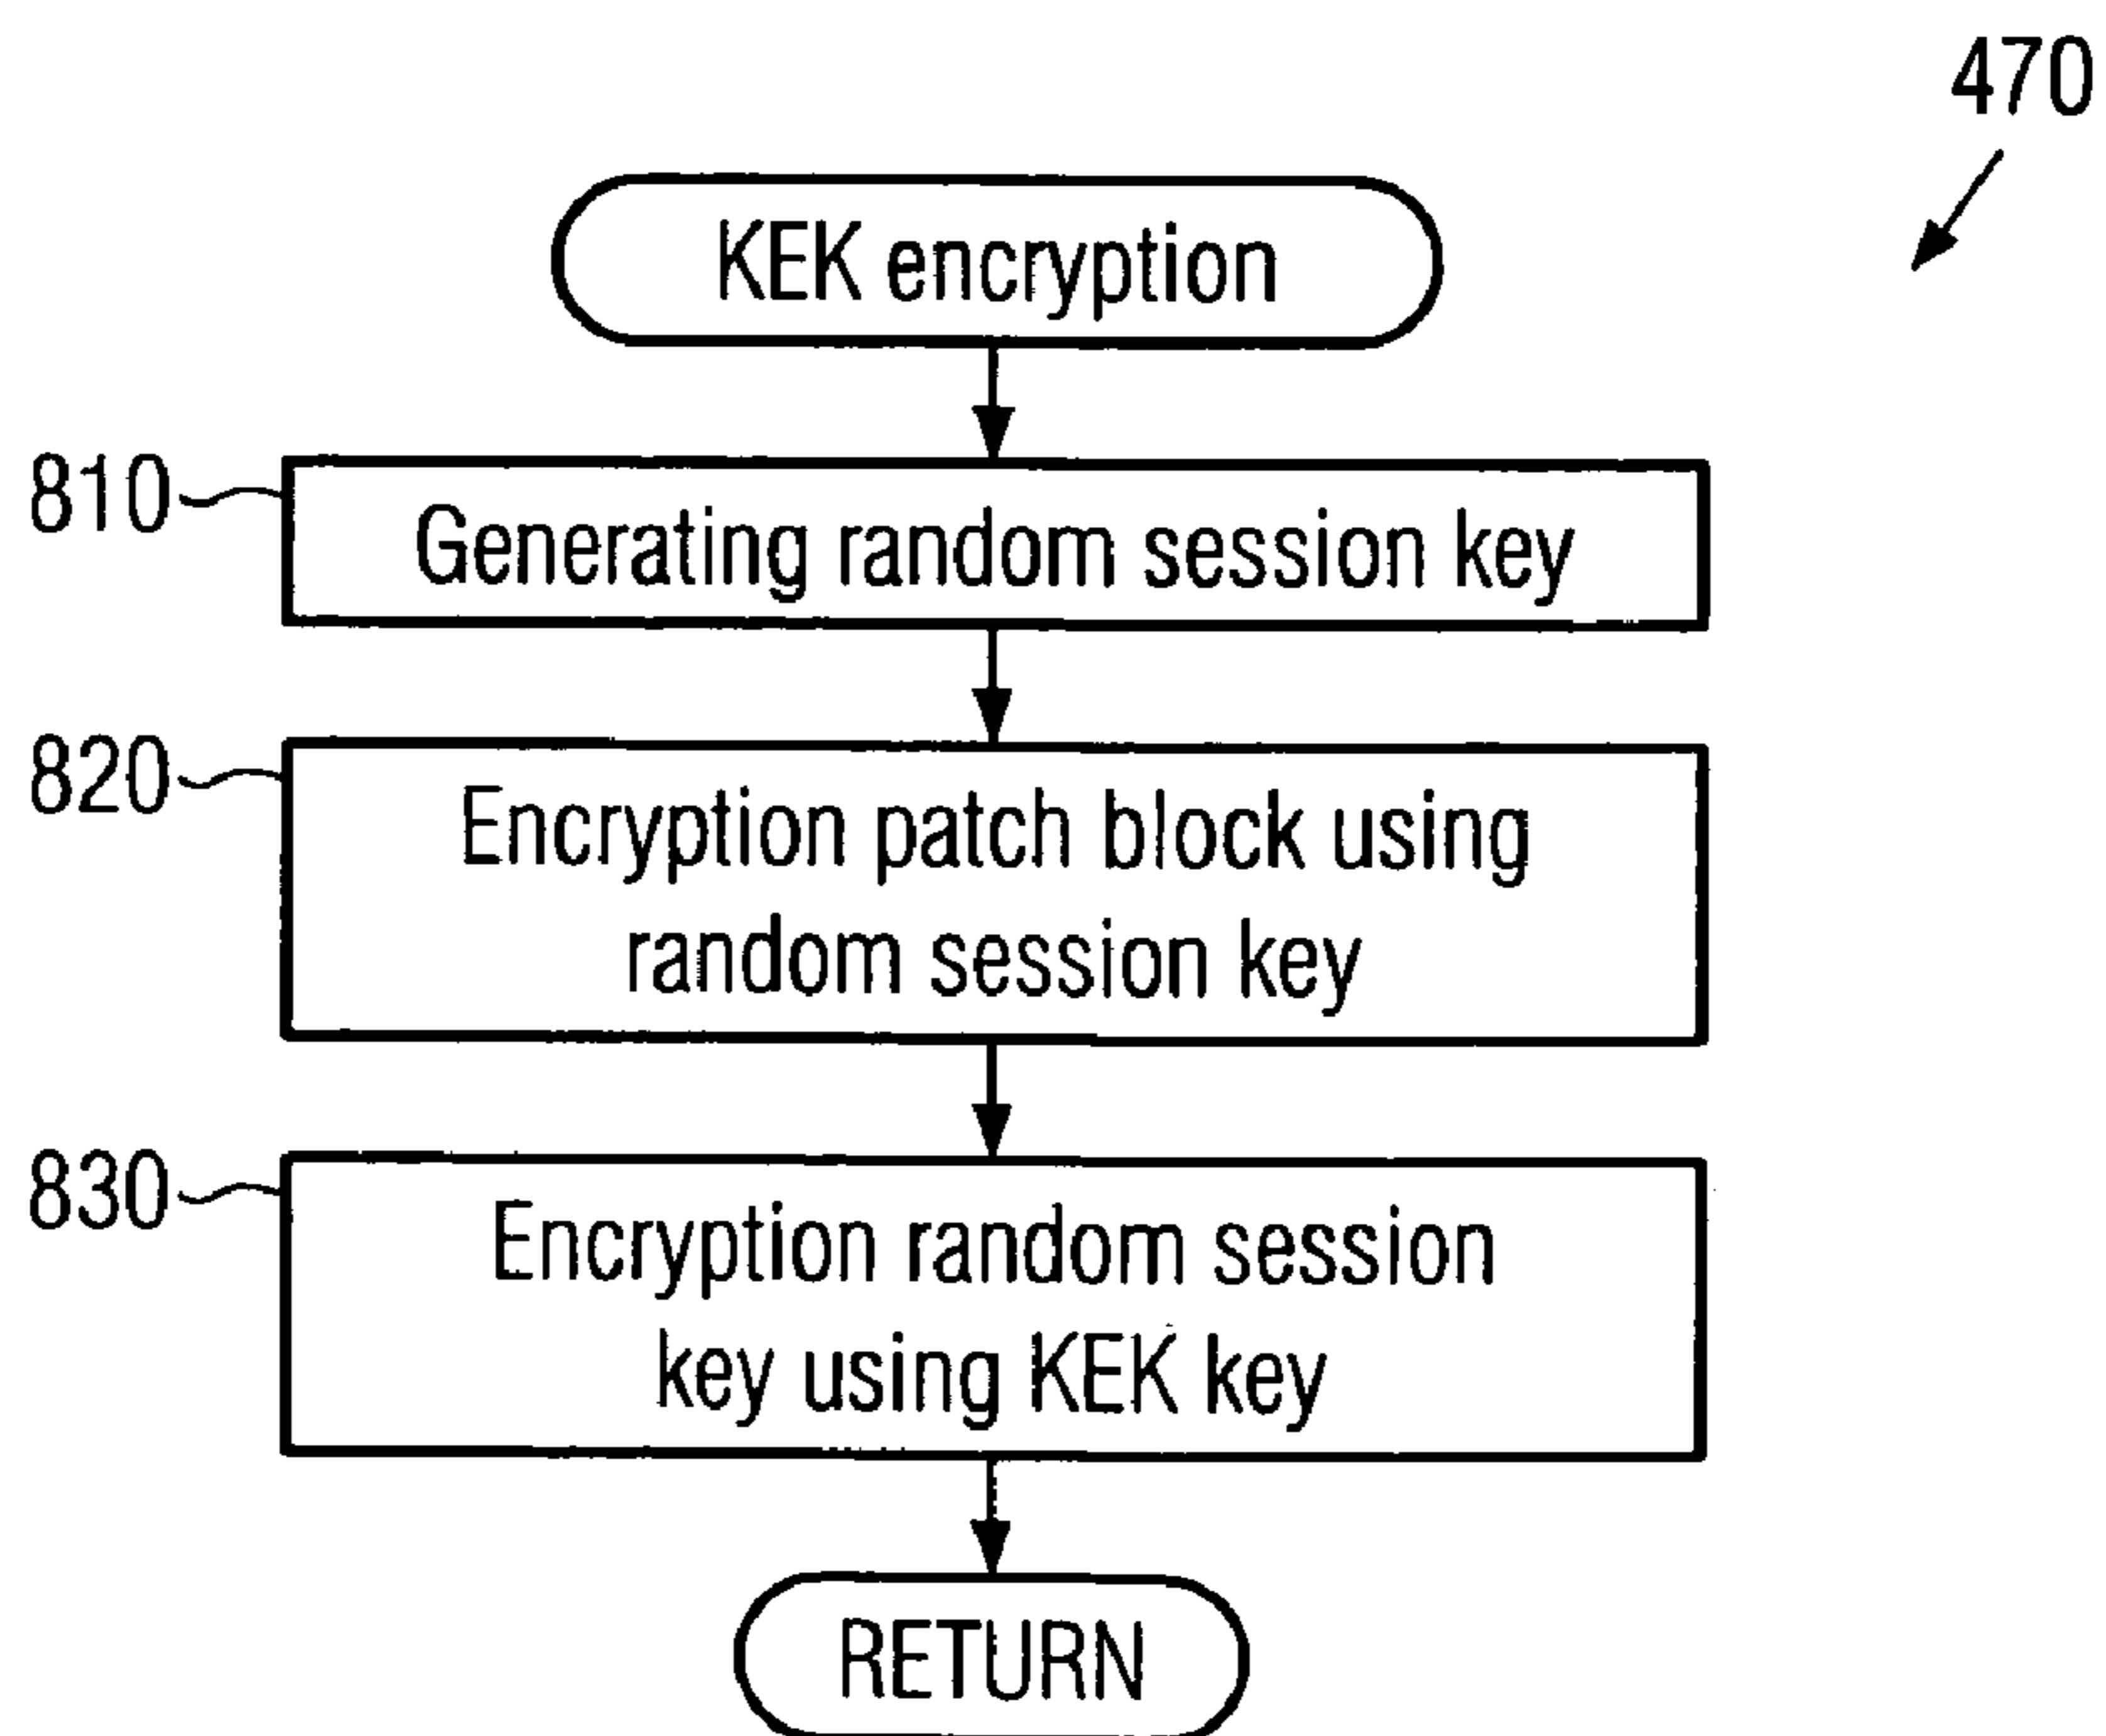 470
KEK encryption
810
Generating random session key
820
Encryption patch block using
random session key
830
Encryption random session
key using KEK key
RETURN